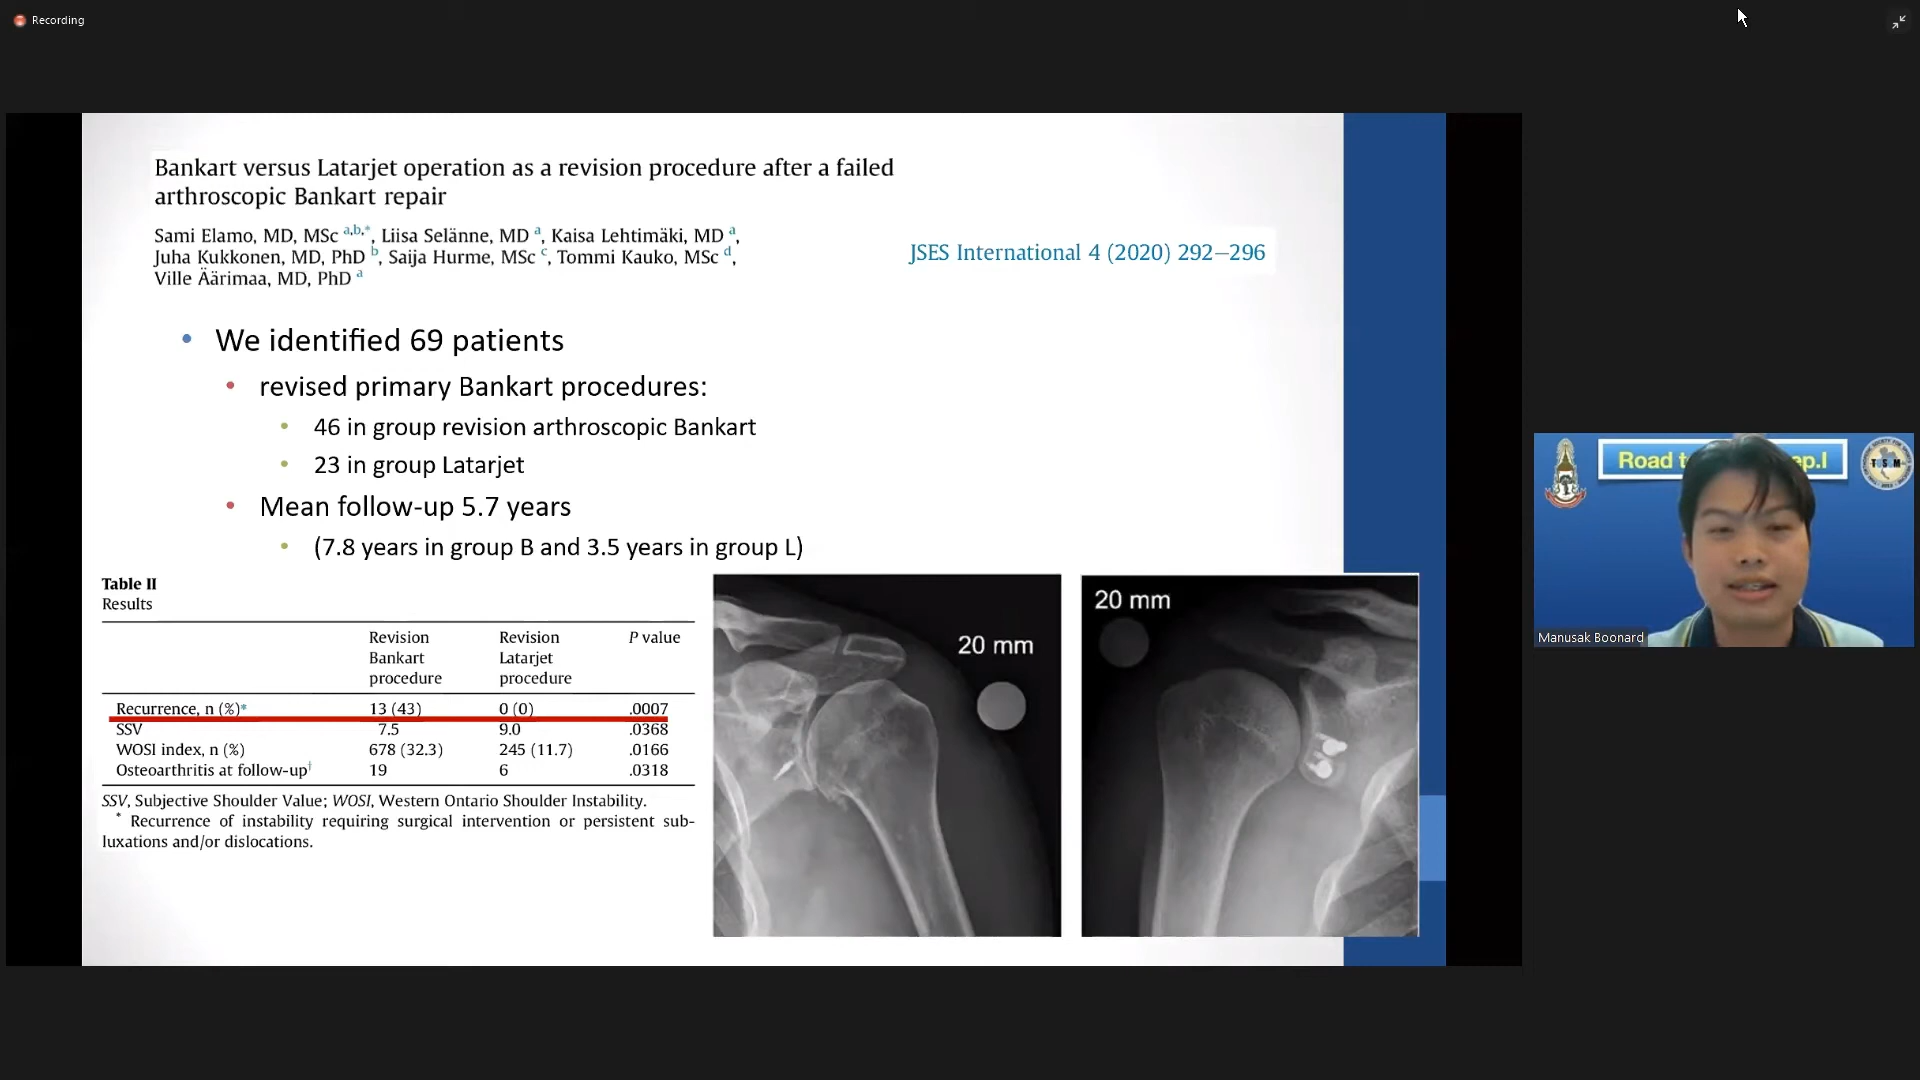 Recording
Bankart versus Latarjet operation as a revision procedure after a failed
arthroscopic Bankart repair
Sami Elamo, MD, MSc a,b,*, Liisa Selänne, MD a, Kaisa Lehtimäki, MD a,
Juha Kukkonen, MD, PhD b, Saija Hurme, MSc c, Tommi Kauko, MSc d,
Ville Äärimaa, MD, PhD a
JSES International 4 (2020) 292–296
• We identified 69 patients
• revised primary Bankart procedures:
• 46 in group revision arthroscopic Bankart
• 23 in group Latarjet
• Mean follow-up 5.7 years
• (7.8 years in group B and 3.5 years in group L)
Table II
Results
Revision Bankart procedure Revision Latarjet procedure P value
Recurrence, n (%)* 13 (43) 0 (0) .0007
SSV 7.5 9.0 .0368
WOSI index, n (%) 678 (32.3) 245 (11.7) .0166
Osteoarthritis at follow-up† 19 6 .0318
SSV, Subjective Shoulder Value; WOSI, Western Ontario Shoulder Instability.
* Recurrence of instability requiring surgical intervention or persistent sub-
luxations and/or dislocations.
20 mm
20 mm
Road t ep.I
Manusak Boonard